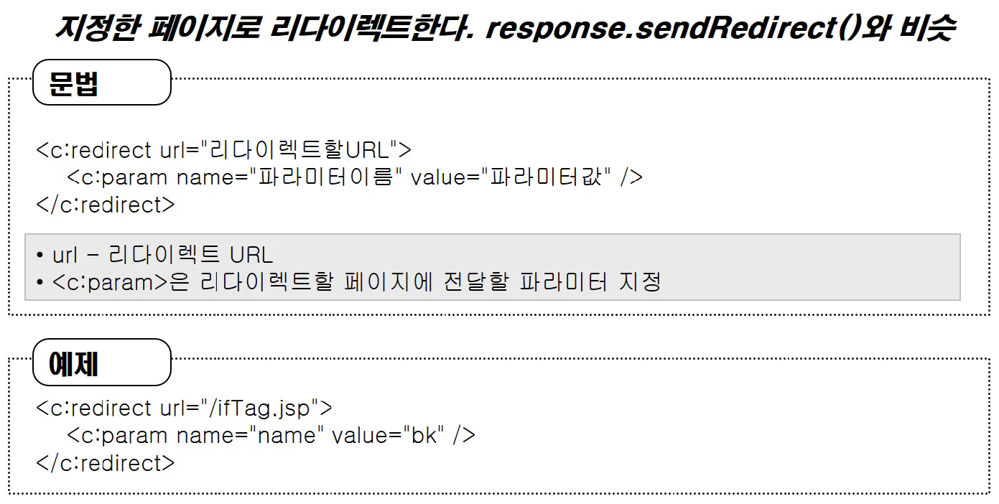 지정한 페이지로 리다이렉트한다. response.sendRedirect()와 비슷
문법
<c:redirect url="리다이렉트할URL">
<c:param name="파라미터이름" value="파라미터값" />
</c:redirect>
• url - 리다이렉트 URL
• <c:param>은 리다이렉트할 페이지에 전달할 파라미터 지정
예제
<c:redirect url="/ifTag.jsp">
<c:param name="name" value="bk" />
</c:redirect>